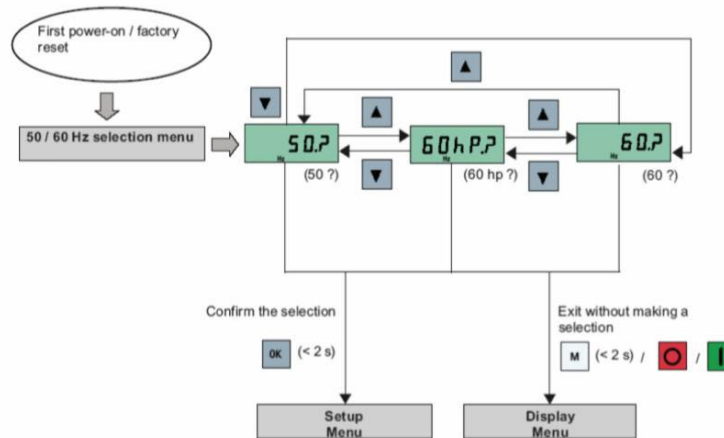 First power-on / factory
reset
50 / 60 Hz selection menu
50.?
Hz
(50 ?)
60hP.?
Hz
(60 hp ?)
60.?
Hz
(60 ?)
Confirm the selection
OK (< 2 s)
Exit without making a
selection
M (< 2 s) / /
Setup
Menu
Display
Menu